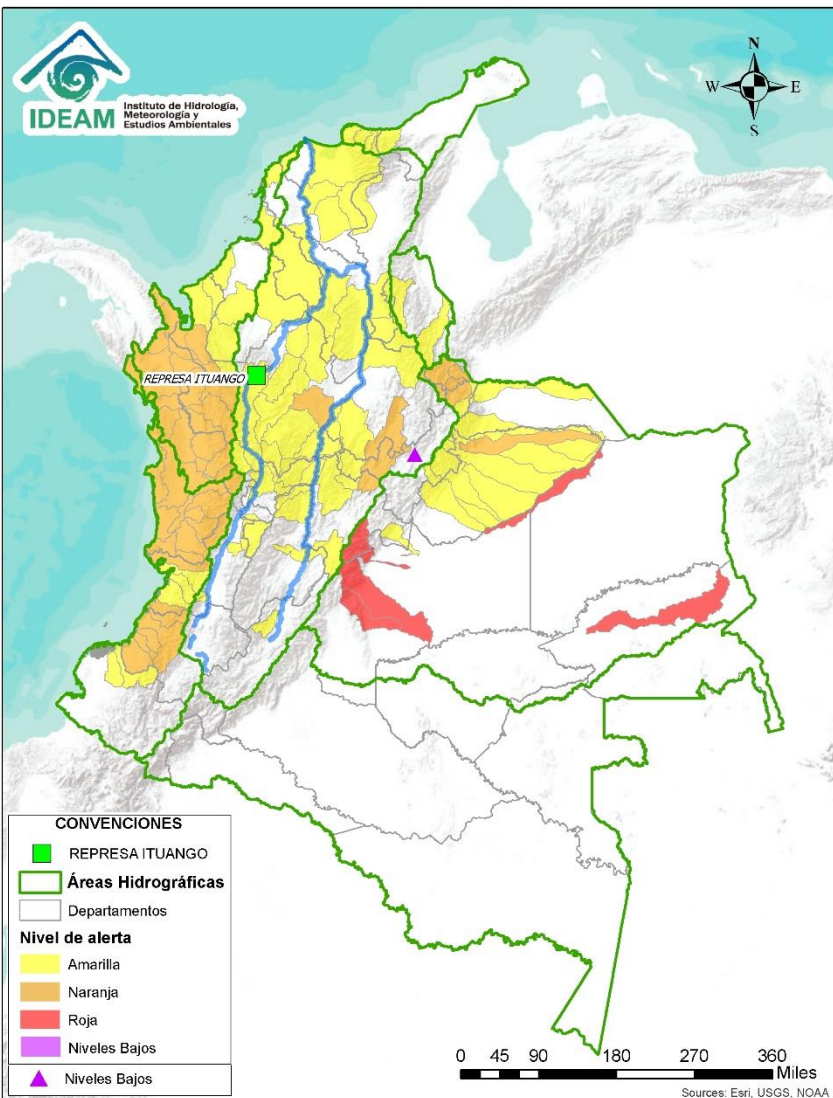 IDEAM
Instituto de Hidrología,
Meteorología y
Estudios Ambientales
N
W
E
S
REPRESA ITUANGO
CONVENCIONES
REPRESA ITUANGO
Áreas Hidrográficas
Departamentos
Nivel de alerta
Amarilla
Naranja
Roja
Niveles Bajos
Niveles Bajos
0 45 90 180 270 360
Miles
Sources: Esri, USGS, NOAA